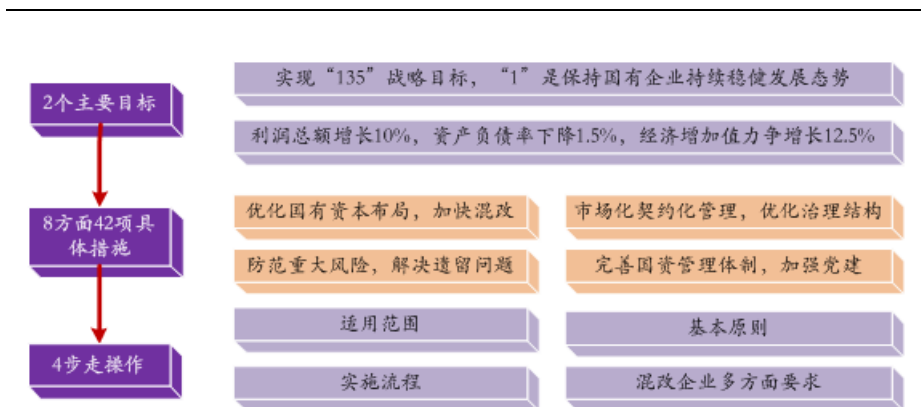 实现“135”战略目标，“1”是保持国有企业持续稳健发展态势
2个主要目标
利润总额增长10%，资产负债率下降1.5%，经济增加值力争增长12.5%
优化国有资本布局，加快混改
市场化契约化管理，优化治理结构
8方面42项具
体措施
防范重大风险，解决遗留问题
完善国资管理体制，加强党建
适用范围
基本原则
4步走操作
实施流程
混改企业多方面要求